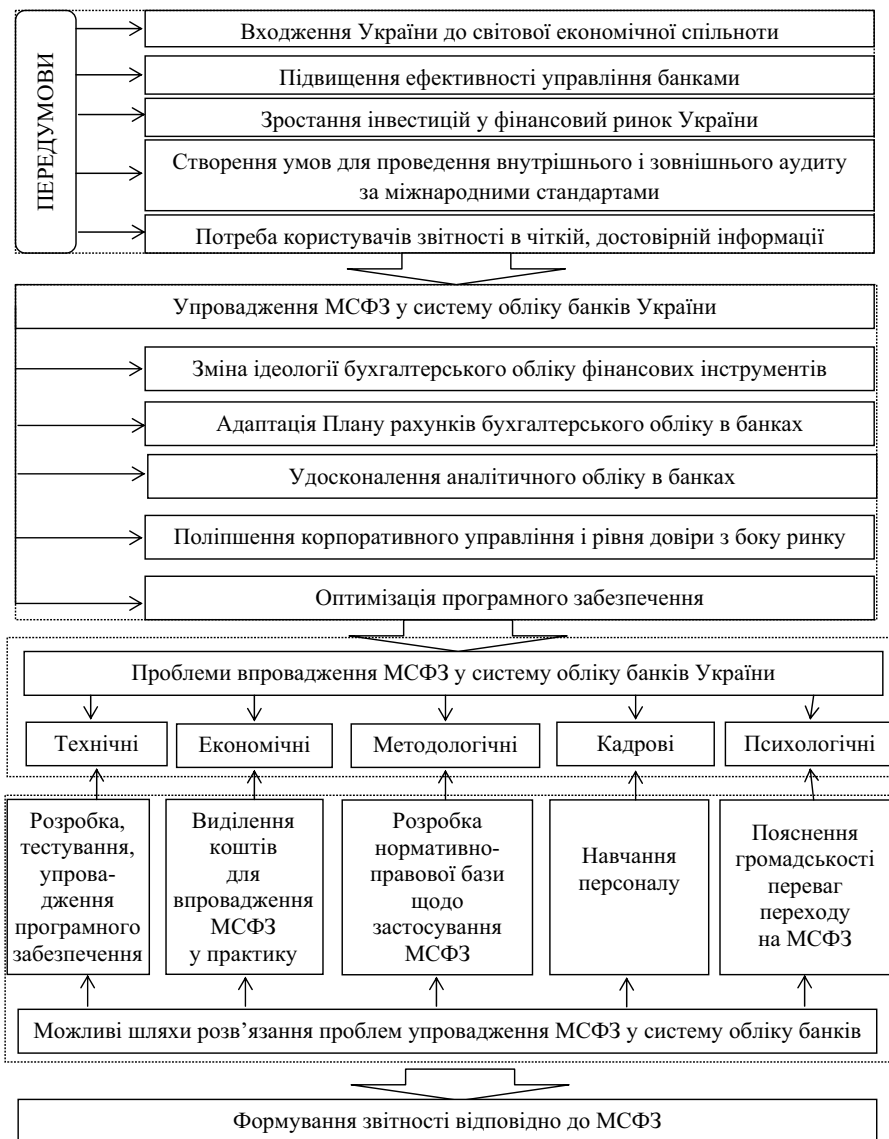 ПЕРЕДУМОВИ
Входження України до світової економічної спільноти
Підвищення ефективності управління банками
Зростання інвестицій у фінансовий ринок України
Створення умов для проведення внутрішнього і зовнішнього аудиту
за міжнародними стандартами
Потреба користувачів звітності в чіткій, достовірній інформації
Упровадження МСФЗ у систему обліку банків України
Зміна ідеології бухгалтерського обліку фінансових інструментів
Адаптація Плану рахунків бухгалтерського обліку в банках
Удосконалення аналітичного обліку в банках
Поліпшення корпоративного управління і рівня довіри з боку ринку
Оптимізація програмного забезпечення
Проблеми впровадження МСФЗ у систему обліку банків України
Технічні
Економічні
Методологічні
Кадрові
Психологічні
Розробка,
тестування,
упрова-
дження
програмного
забезпечення
Виділення
коштів
для
впровадження
МСФЗ
у практику
Розробка
нормативно-
правової бази
щодо
застосування
МСФЗ
Навчання
персоналу
Пояснення
громадськості
переваг
переходу
на МСФЗ
Можливі шляхи розв’язання проблем упровадження МСФЗ у систему обліку банків
Формування звітності відповідно до МСФЗ